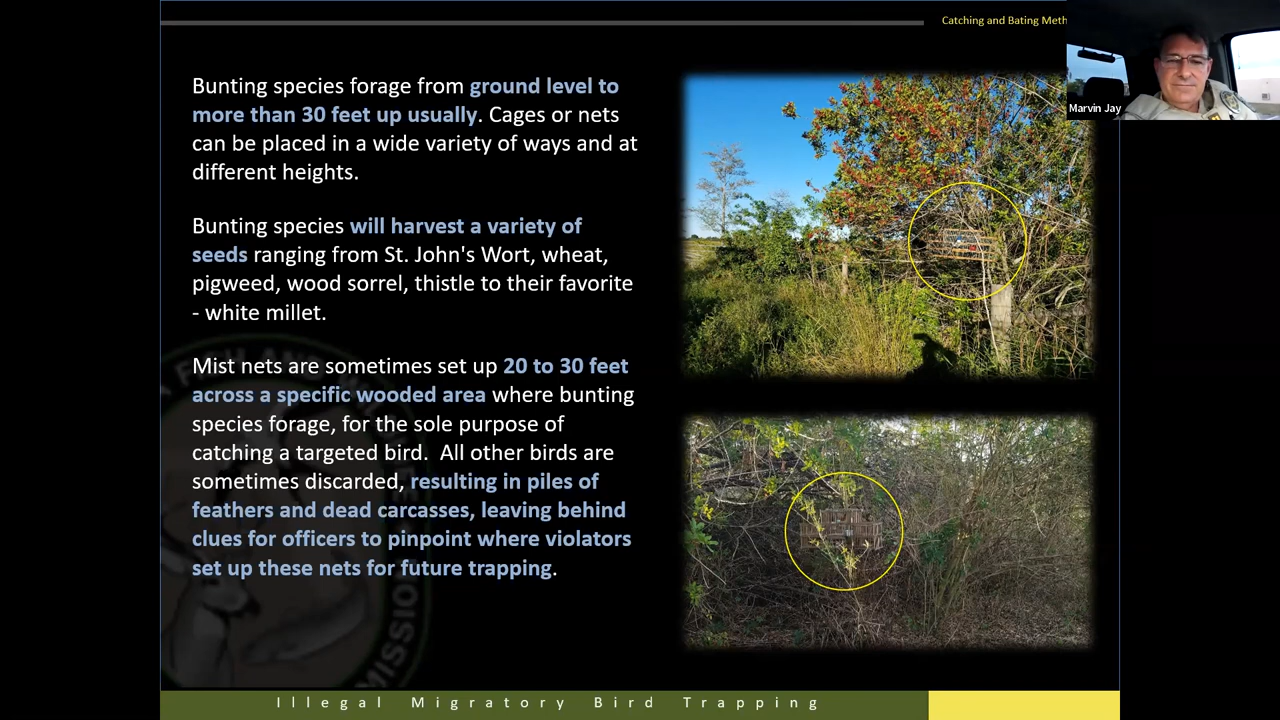 Catching and Bating Meth
Marvin Jay
Bunting species forage from ground level to
more than 30 feet up usually. Cages or nets
can be placed in a wide variety of ways and at
different heights.
Bunting species will harvest a variety of
seeds ranging from St. John's Wort, wheat,
pigweed, wood sorrel, thistle to their favorite
- white millet.
Mist nets are sometimes set up 20 to 30 feet
across a specific wooded area where bunting
species forage, for the sole purpose of
catching a targeted bird.  All other birds are
sometimes discarded, resulting in piles of
feathers and dead carcasses, leaving behind
clues for officers to pinpoint where violators
set up these nets for future trapping.
Illegal Migratory Bird Trapping